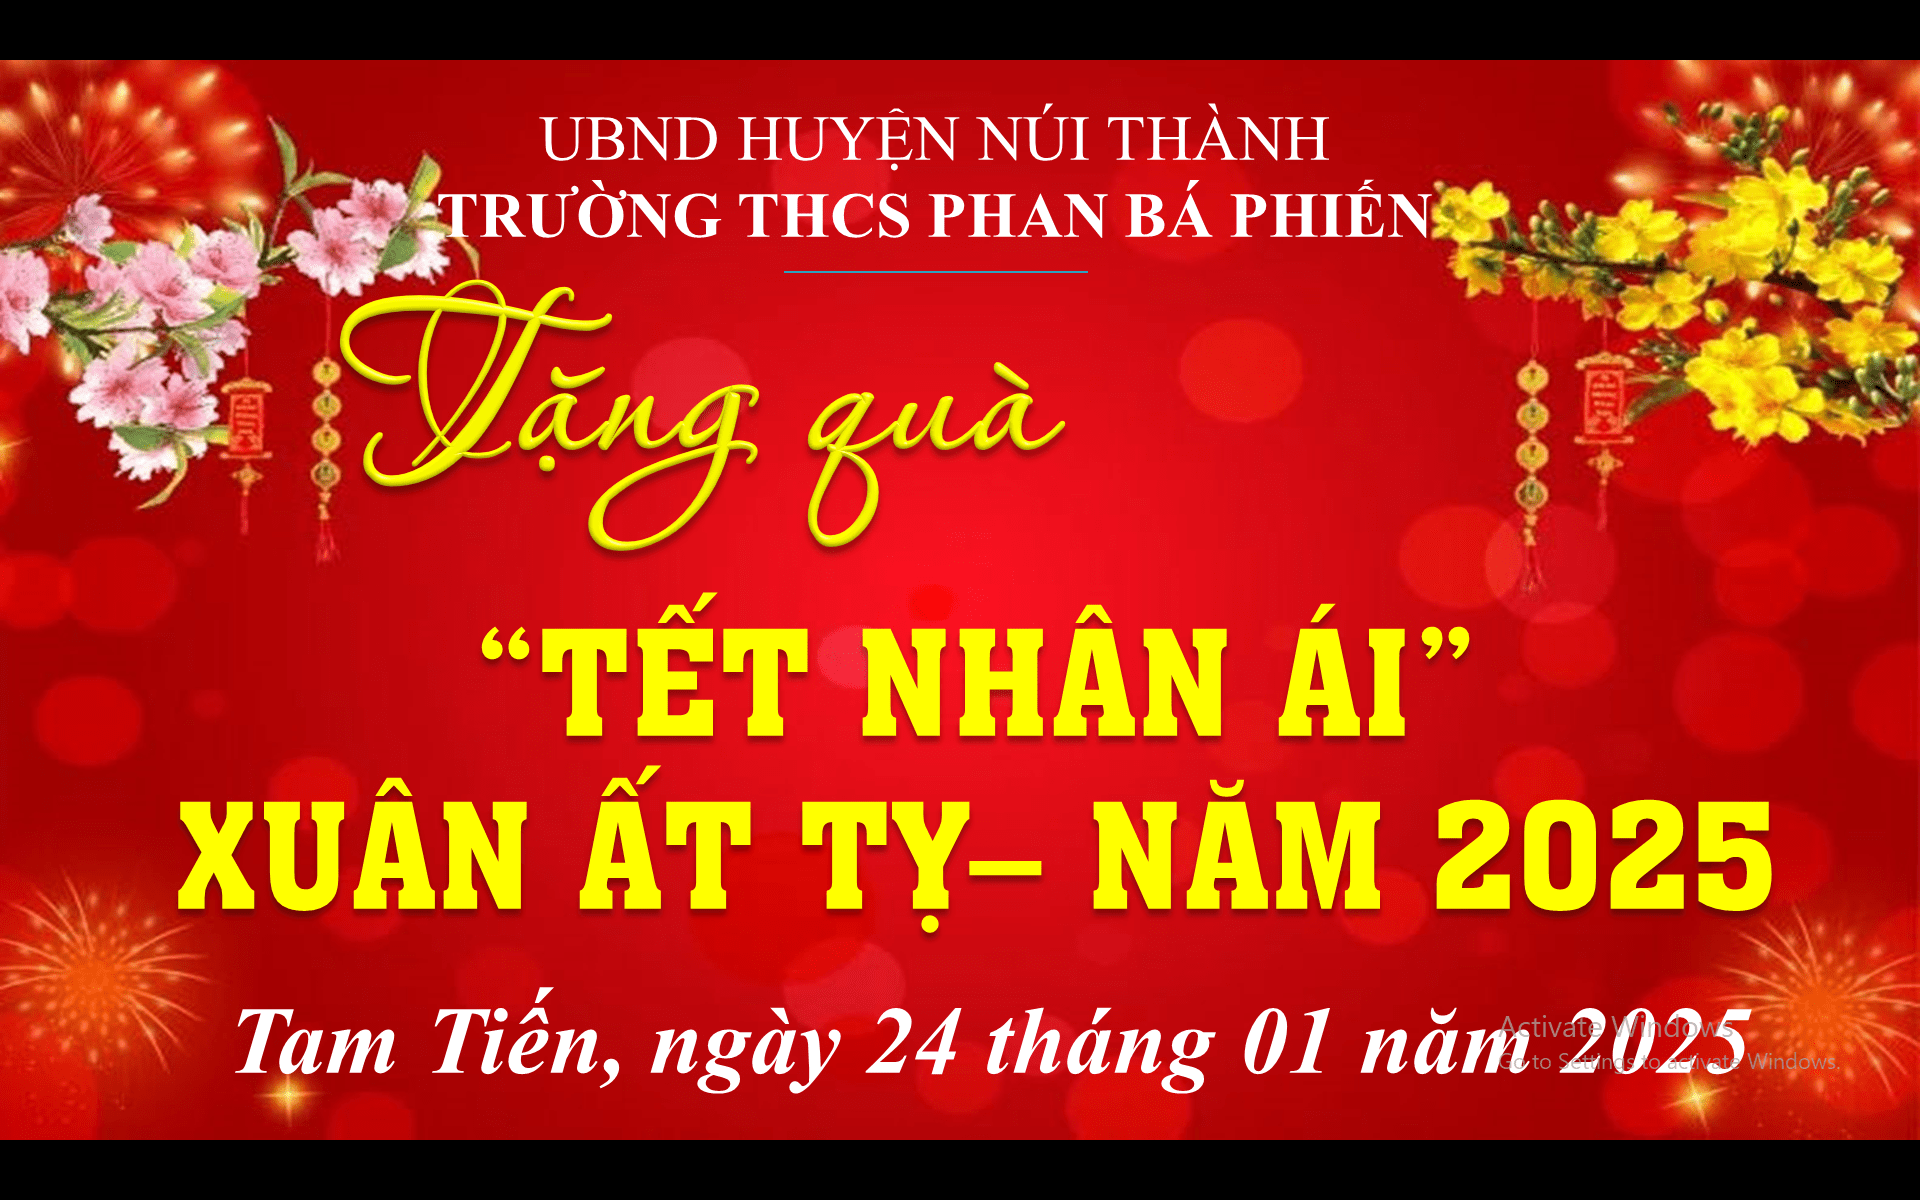 UBND HUYỆN NÚI THÀNH
TRƯỜNG THCS PHAN BÁ PHIẾN
Tặng quà
“TẾT NHÂN ÁI”
XUÂN ẤT TỴ– NĂM 2025
Tam Tiến, ngày 24 tháng 01 năm 2025
Activate Windows
Go to Settings to activate Windows.